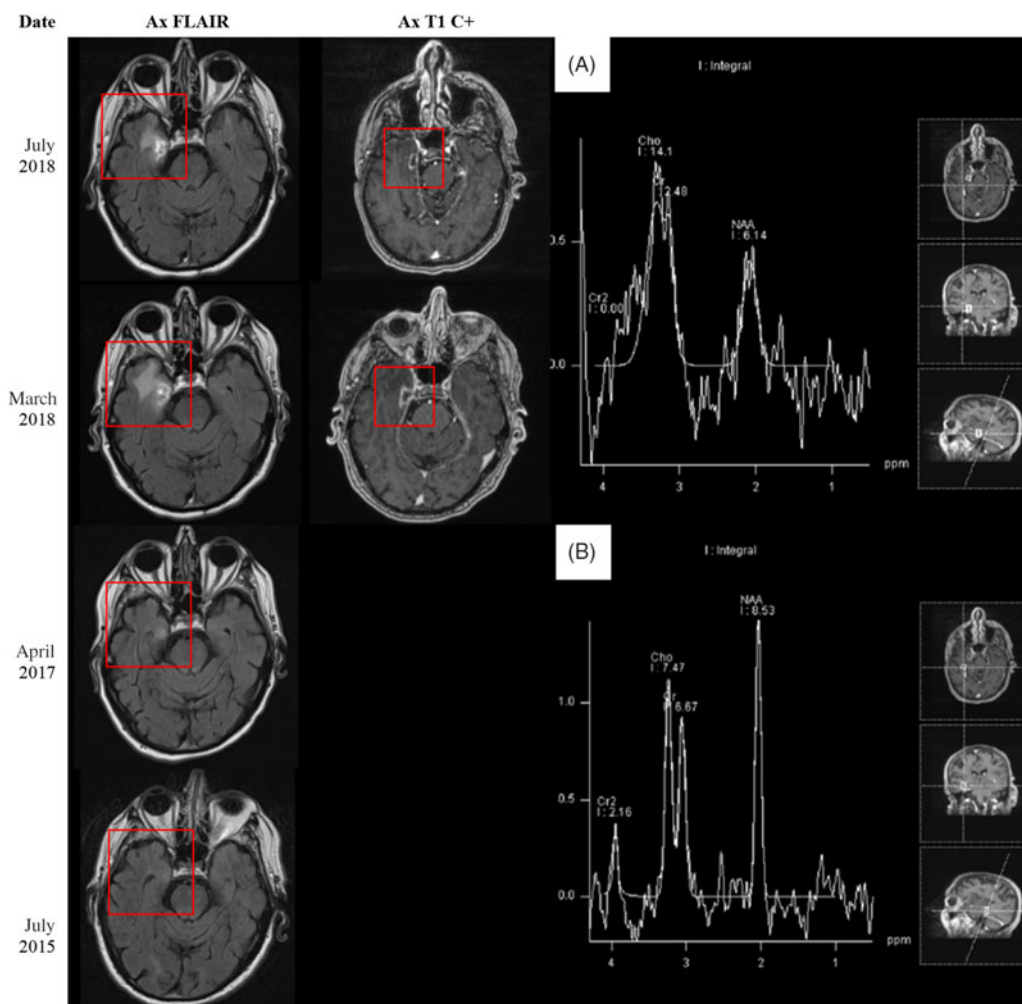 Date Ax FLAIR Ax T1 C+
July
2018
March
2018
April
2017
July
2015
(A)
I : Integral
Cho
I : 14.1
Cr
2.48
NAA
I : 6.14
Cr2
I : 0.00
0.5
0.0
ppm
4 3 2 1
(B)
I : Integral
NAA
I : 8.53
Cho
I : 7.47
Cr
I : 6.67
Cr2
I : 2.16
1.0
0.5
0.0
ppm
4 3 2 1